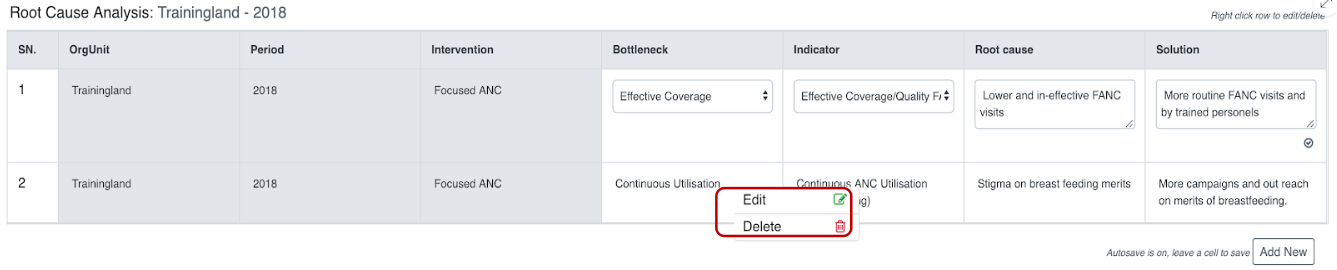 Root Cause Analysis: Trainingland - 2018
Right click row to edit/delete
SN. OrgUnit Period Intervention Bottleneck Indicator Root cause Solution
1 Trainingland 2018 Focused ANC Effective Coverage Effective Coverage/Quality Lower and in-effective FANC More routine FANC visits and
visits by trained personels
2 Trainingland 2018 Focused ANC Continuous Utilisation Continuous ANC Utilisation Stigma on breast feeding merits More campaigns and out reach
on merits of breastfeeding.
Edit
Delete
Autosave is on, leave a cell to save Add New